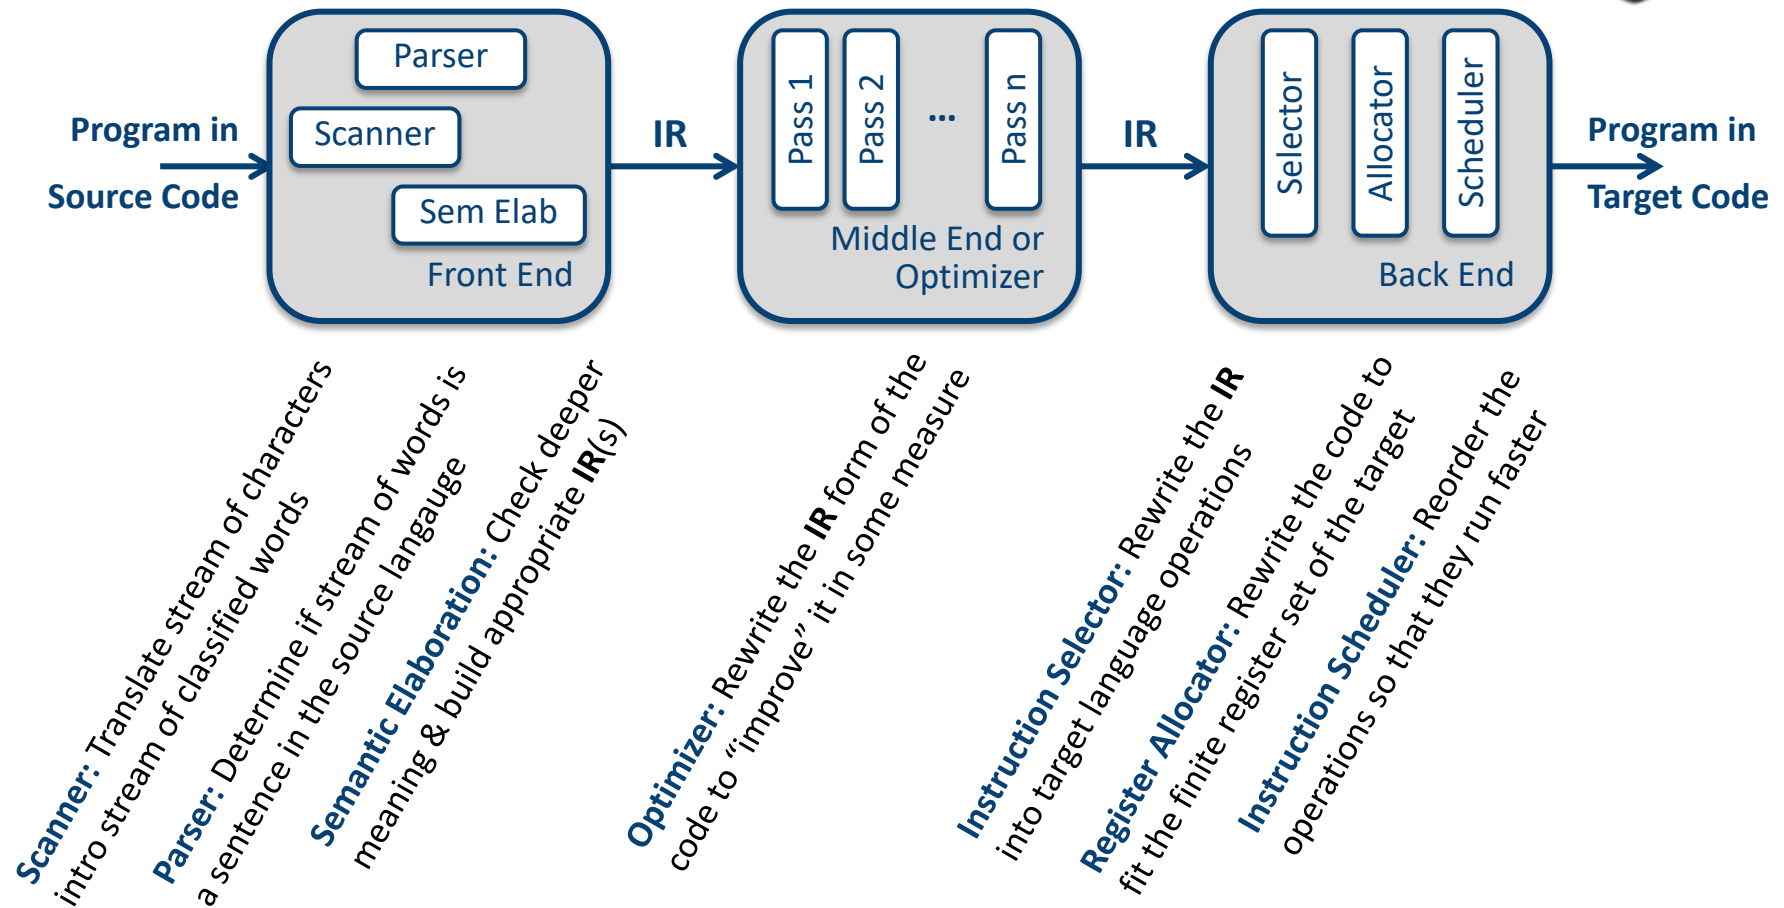 Program in
Source Code
Parser
Scanner
Sem Elab
Front End
IR
Pass 1
Pass 2
...
Pass n
Middle End or
Optimizer
IR
Selector
Allocator
Scheduler
Back End
Program in
Target Code
Scanner: Translate stream of characters
intro stream of classified words
Parser: Determine if stream of words is
a sentence in the source langauge
Semantic Elaboration: Check deeper
meaning & build appropriate IR(s)
Optimizer: Rewrite the IR form of the
code to “improve” it in some measure
Instruction Selector: Rewrite the IR
into target language operations
Register Allocator: Rewrite the code to
fit the finite register set of the target
Instruction Scheduler: Reorder the
operations so that they run faster